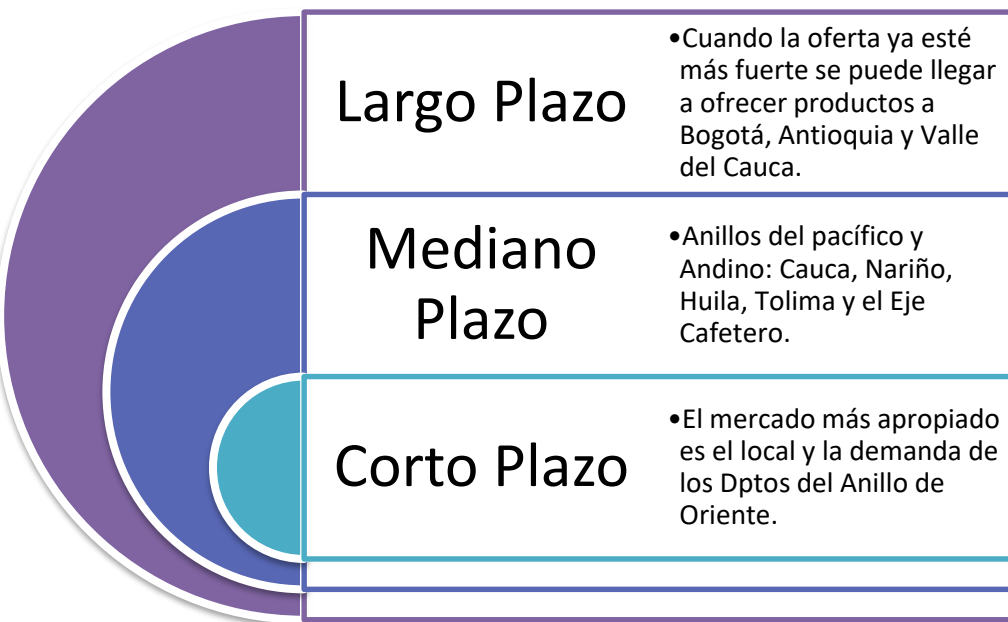 Largo Plazo
•Cuando la oferta ya esté
más fuerte se puede llegar
a ofrecer productos a
Bogotá, Antioquia y Valle
del Cauca.
Mediano
Plazo
•Anillos del pacífico y
Andino: Cauca, Nariño,
Huila, Tolima y el Eje
Cafetero.
Corto Plazo
•El mercado más apropiado
es el local y la demanda de
los Dptos del Anillo de
Oriente.